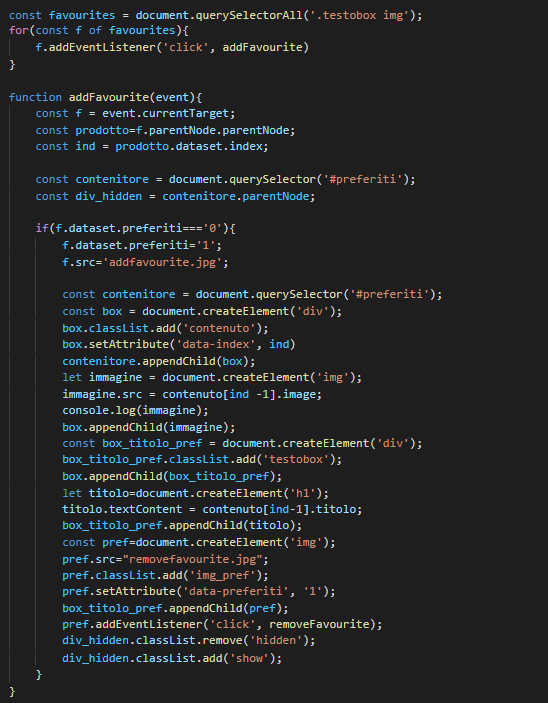 const favourites = document.querySelectorAll('.testobox img');
for(const f of favourites){
    f.addEventListener('click', addFavourite)
}

function addFavourite(event){
    const f = event.currentTarget;
    const prodotto=f.parentNode.parentNode;
    const ind = prodotto.dataset.index;

    const contenitore = document.querySelector('#preferiti');
    const div_hidden = contenitore.parentNode;

    if(f.dataset.preferiti==='0'){
        f.dataset.preferiti='1';
        f.src='addfavourite.jpg';

        const contenitore = document.querySelector('#preferiti');
        const box = document.createElement('div');
        box.classList.add('contenuto');
        box.setAttribute('data-index', ind)
        contenitore.appendChild(box);
        let immagine = document.createElement('img');
        immagine.src = contenuto[ind -1].image;
        console.log(immagine);
        box.appendChild(immagine);
        const box_titolo_pref = document.createElement('div');
        box_titolo_pref.classList.add('testobox');
        box.appendChild(box_titolo_pref);
        let titolo=document.createElement('h1');
        titolo.textContent = contenuto[ind-1].titolo;
        box_titolo_pref.appendChild(titolo);
        const pref=document.createElement('img');
        pref.src="removefavourite.jpg";
        pref.classList.add('img_pref');
        pref.setAttribute('data-preferiti', '1');
        box_titolo_pref.appendChild(pref);
        pref.addEventListener('click', removeFavourite);
        div_hidden.classList.remove('hidden');
        div_hidden.classList.add('show');
    }
}